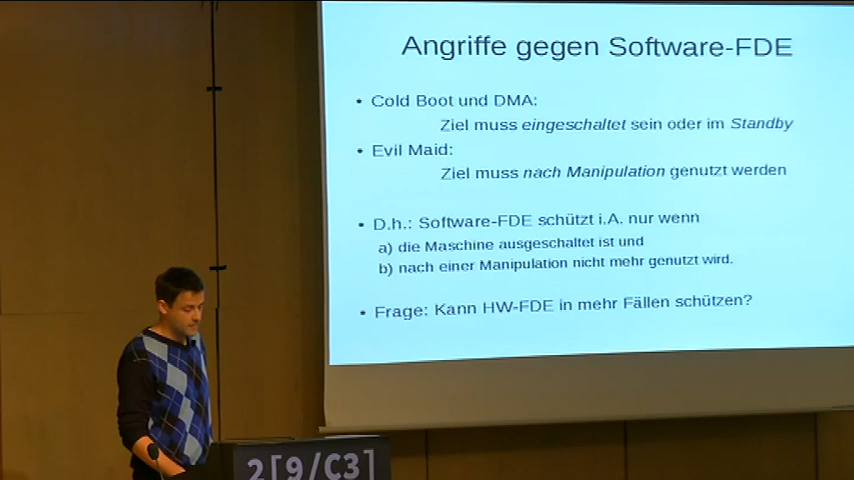 Angriffe gegen Software-FDE
• Cold Boot und DMA:
Ziel muss eingeschaltet sein oder im Standby
• Evil Maid:
Ziel muss nach Manipulation genutzt werden
• D.h.: Software-FDE schützt i.A. nur wenn
a) die Maschine ausgeschaltet ist und
b) nach einer Manipulation nicht mehr genutzt wird.
• Frage: Kann HW-FDE in mehr Fällen schützen?
2[9/C3]